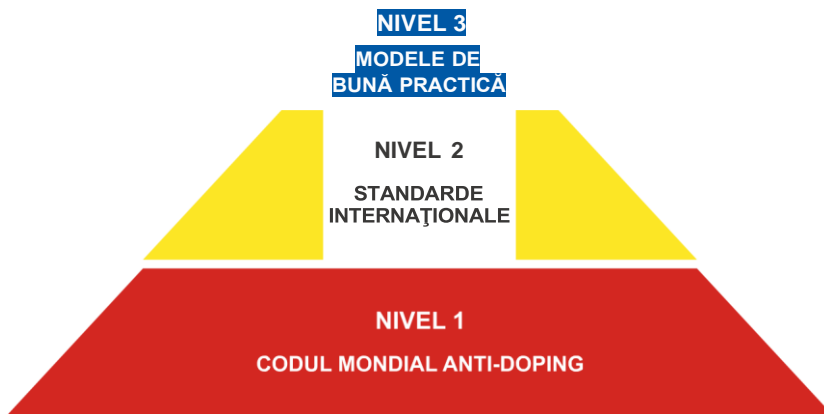 NIVEL 3
MODELE DE
BUNĂ PRACTICĂ
NIVEL 2
STANDARDE
INTERNAŢIONALE
NIVEL 1
CODUL MONDIAL ANTI-DOPING